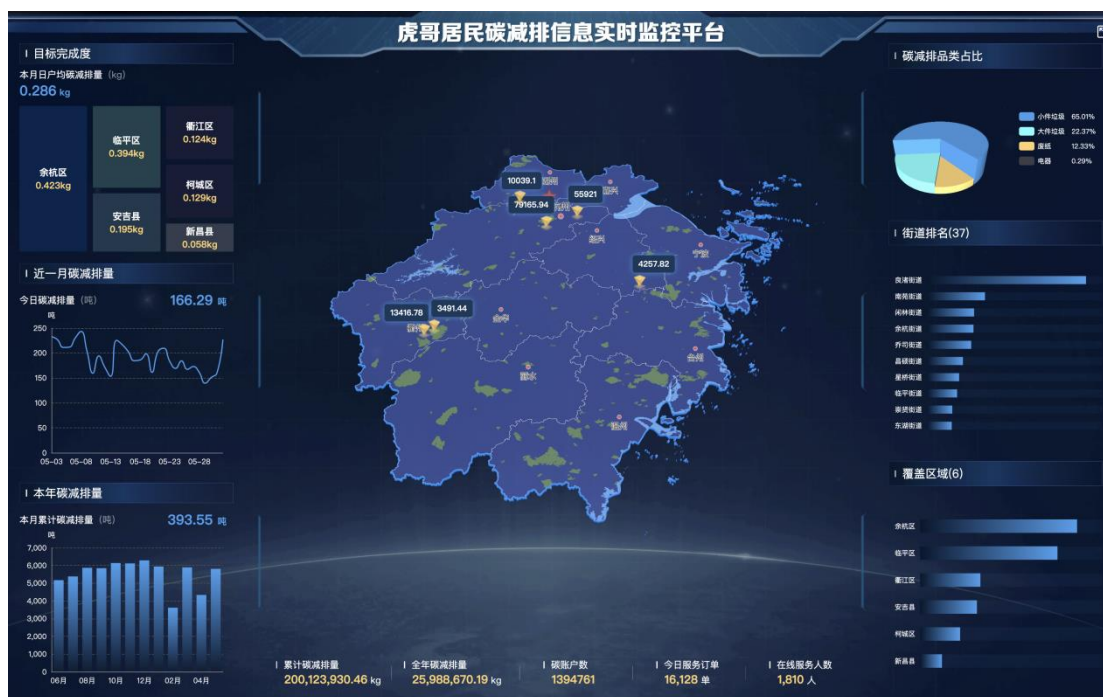 虎哥居民碳减排信息实时监控平台
目标完成度
本月日户均碳减排量 (kg)
0.286 kg
余杭区
0.423kg
临平区
0.394kg
安吉县
0.195kg
衢江区
0.124kg
柯城区
0.129kg
新昌县
0.058kg
近一月碳减排量
今日碳减排量 (吨)
166.29 吨
吨
250
200
150
100
50
0
05-03 05-08 05-13 05-18 05-23 05-28
本年碳减排量
本月累计碳减排量 (吨)
393.55 吨
吨
7,000
6,000
5,000
4,000
3,000
2,000
1,000
0
06月 08月 10月 12月 02月 04月
10039.1
79165.94
55921
4257.82
13416.78
3491.44
宁波
金华
丽水
累计碳减排量
200,123,930.46 kg
全年碳减排量
25,988,670.19 kg
碳账户数
1394761
今日服务订单
16,128 单
在线服务人数
1,810 人
碳减排品类占比
小件垃圾 65.01%
大件垃圾 22.37%
废纸 12.33%
电器 0.29%
街道排名(37)
良渚街道
南苑街道
闲林街道
余杭街道
乔司街道
昌硕街道
星桥街道
临平街道
崇贤街道
东湖街道
覆盖区域(6)
余杭区
临平区
衢江区
安吉县
柯城区
新昌县